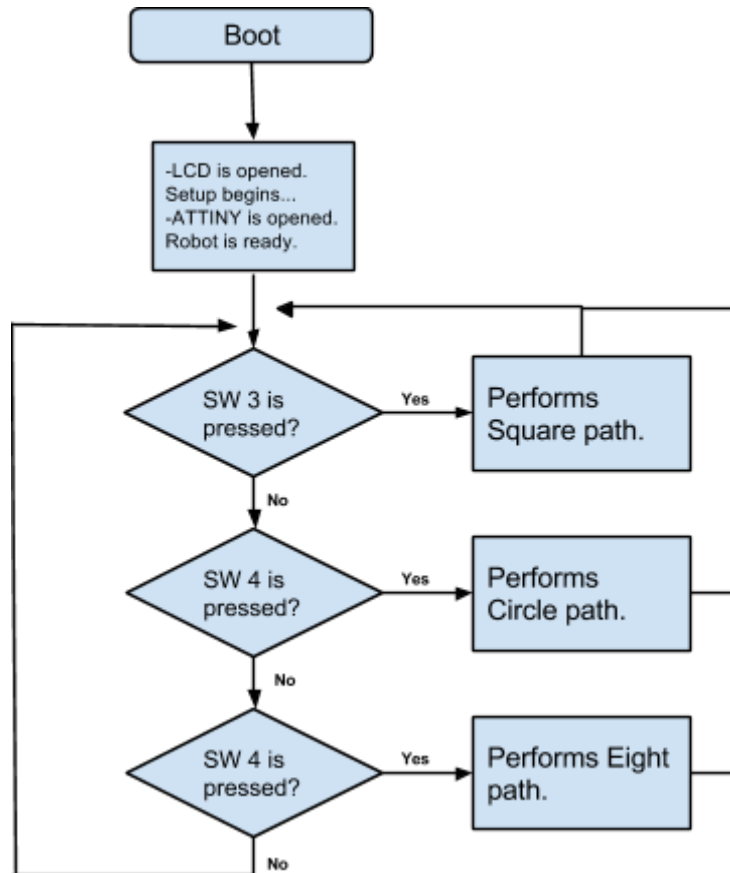 Boot
-LCD is opened.
Setup begins...
-ATTINY is opened.
Robot is ready.
SW 3 is
pressed?
Yes
Performs
Square path.
No
SW 4 is
pressed?
Yes
Performs
Circle path.
No
SW 4 is
pressed?
Yes
Performs Eight
path.
No